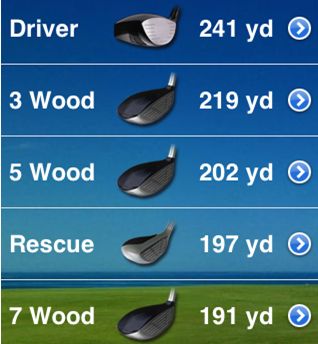 Driver 241 yd
3 Wood 219 yd
5 Wood 202 yd
Rescue 197 yd
7 Wood 191 yd